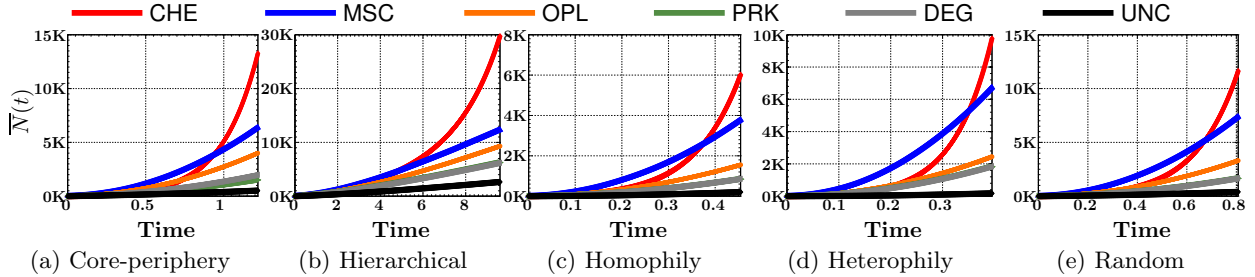 CHE MSC OPL PRK DEG UNC
15K 30K 8K 10K 15K
6K 8K
10K 20K 10K
6K
4K
N̅(t)
4K
5K 10K 5K
2K 2K
0K 0K 0K 0K 0K
0 0.5 1 0 2 4 6 8 0 0.1 0.2 0.3 0.4 0 0.1 0.2 0.3 0 0.2 0.4 0.6 0.8
Time Time Time Time Time
(a) Core-periphery (b) Hierarchical (c) Homophily (d) Heterophily (e) Random